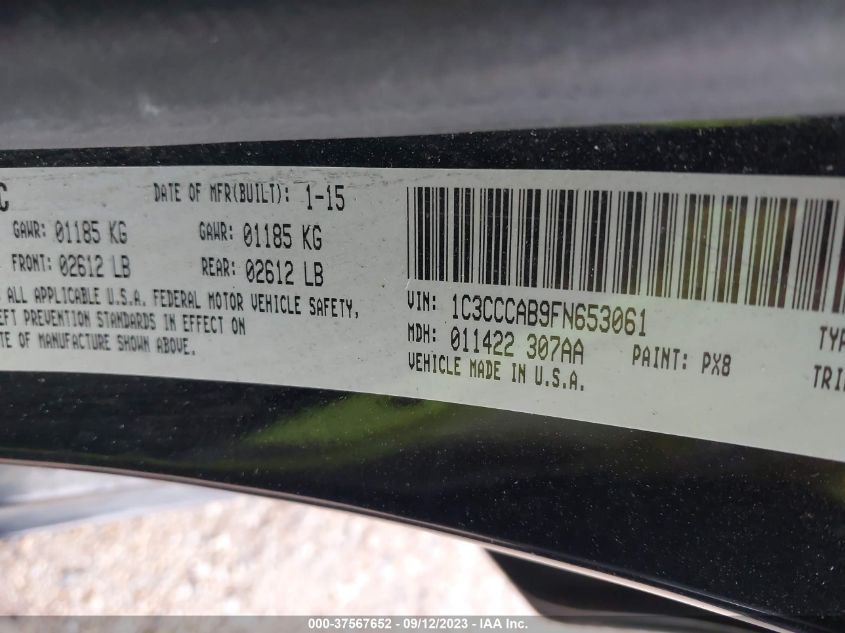 C
DATE OF MFR(BUILT): 1-15
GAWR: 01185 KG GAWR: 01185 KG
FRONT: 02612 LB REAR: 02612 LB
ALL APPLICABLE U.S.A. FEDERAL MOTOR VEHICLE SAFETY,
EFT PREVENTION STANDARDS IN EFFECT ON
TE OF MANUFACTURE SHOWN ABOVE.
VIN: 1C3CCCAB9FN653061
MDH: 011422 307AA PAINT: PX8
VEHICLE MADE IN U.S.A.
TYP
TRI
000-37567652 - 09/12/2023 - IAA Inc.